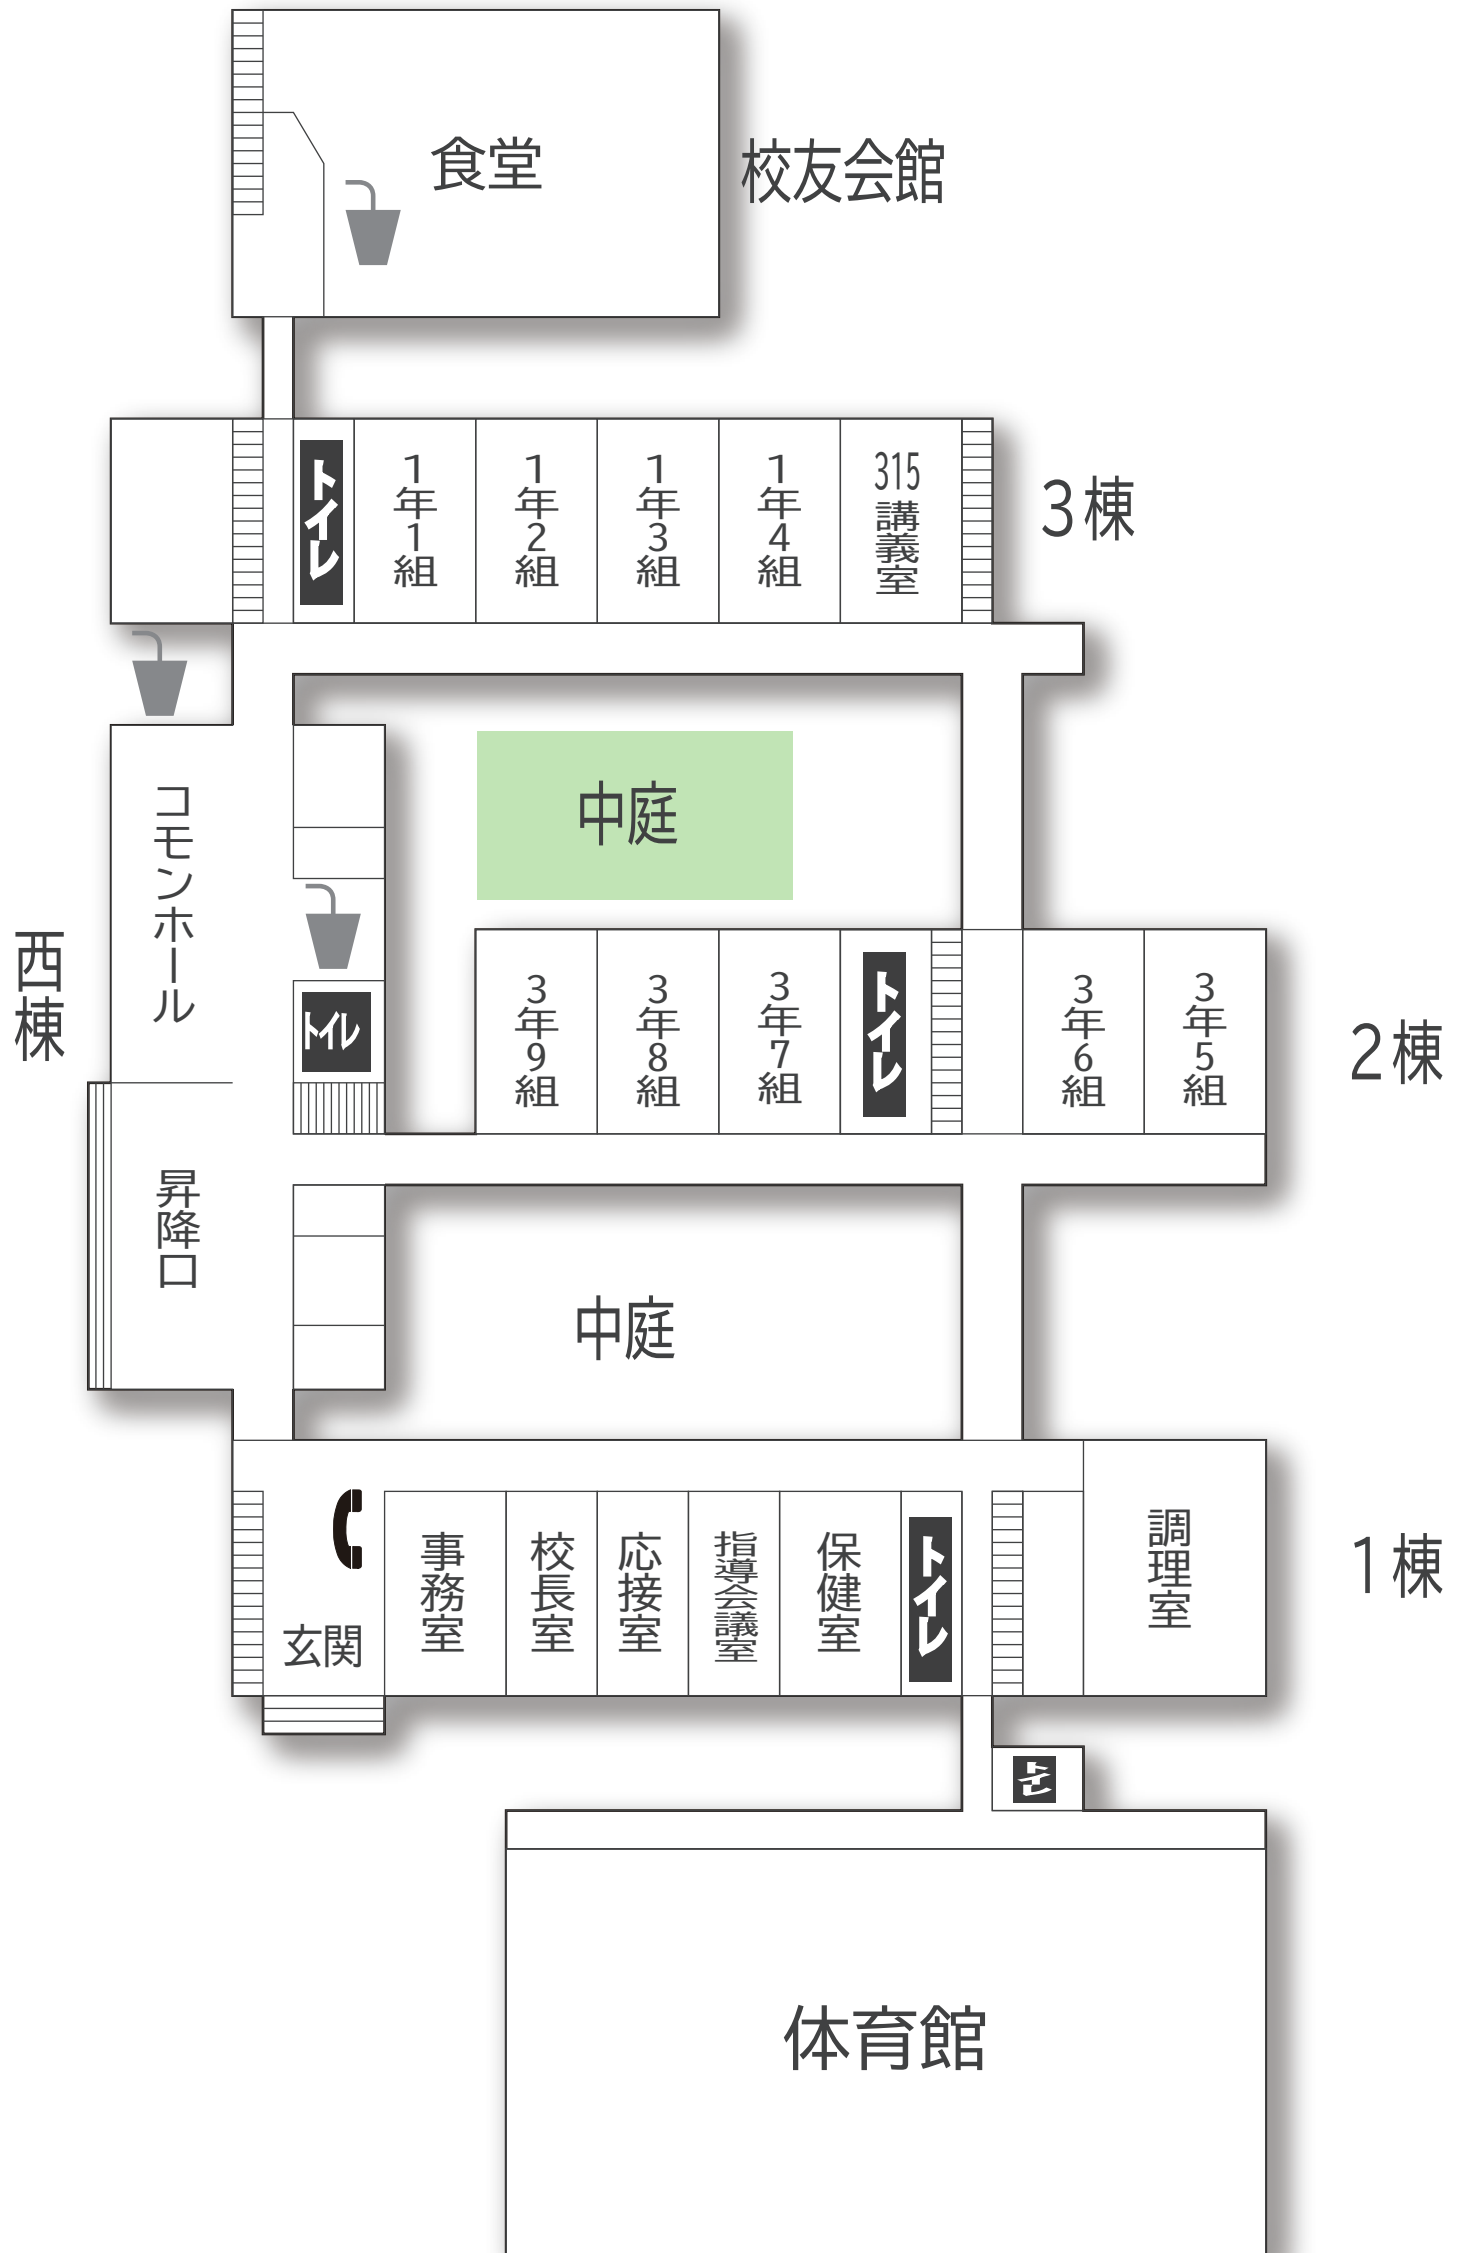 食堂
校友会館
トイレ
1年1組
1年2組
1年3組
1年4組
315
講義室
3棟
コモンホール
中庭
西棟
トイレ
3年9組
3年8組
3年7組
トイレ
3年6組
3年5組
2棟
昇降口
中庭
玄関
事務室
校長室
応接室
指導会議室
保健室
トイレ
調理室
1棟
トイレ
体育館